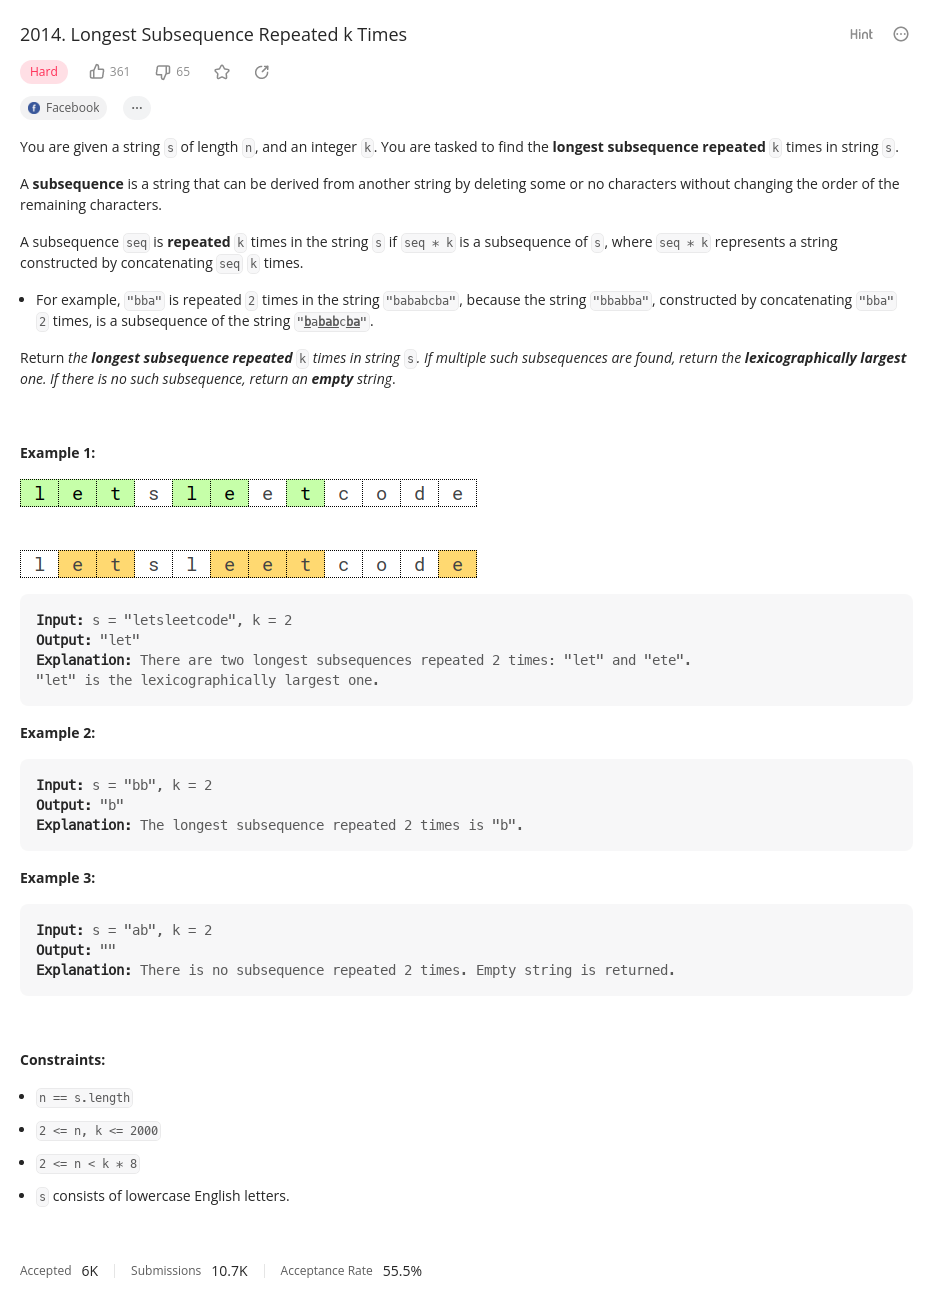 2014. Longest Subsequence Repeated k Times
Hint
Hard
361
65
Facebook
...
You are given a string s of length n, and an integer k. You are tasked to find the longest subsequence repeated k times in string s.
A subsequence is a string that can be derived from another string by deleting some or no characters without changing the order of the
remaining characters.
A subsequence seq is repeated k times in the string s if seq * k is a subsequence of s, where seq * k represents a string
constructed by concatenating seq k times.
• For example, "bba" is repeated 2 times in the string "bababcba", because the string "bbabba", constructed by concatenating "bba"
2 times, is a subsequence of the string "bababcba".
Return the longest subsequence repeated k times in string s. If multiple such subsequences are found, return the lexicographically largest
one. If there is no such subsequence, return an empty string.
Example 1:
l e t s l e e t c o d e
l e t s l e e t c o d e
Input: s = "letsleetcode", k = 2
Output: "let"
Explanation: There are two longest subsequences repeated 2 times: "let" and "ete".
"let" is the lexicographically largest one.
Example 2:
Input: s = "bb", k = 2
Output: "b"
Explanation: The longest subsequence repeated 2 times is "b".
Example 3:
Input: s = "ab", k = 2
Output: ""
Explanation: There is no subsequence repeated 2 times. Empty string is returned.
Constraints:
• n == s.length
• 2 <= n, k <= 2000
• 2 <= n < k * 8
• s consists of lowercase English letters.
Accepted 6K Submissions 10.7K Acceptance Rate 55.5%